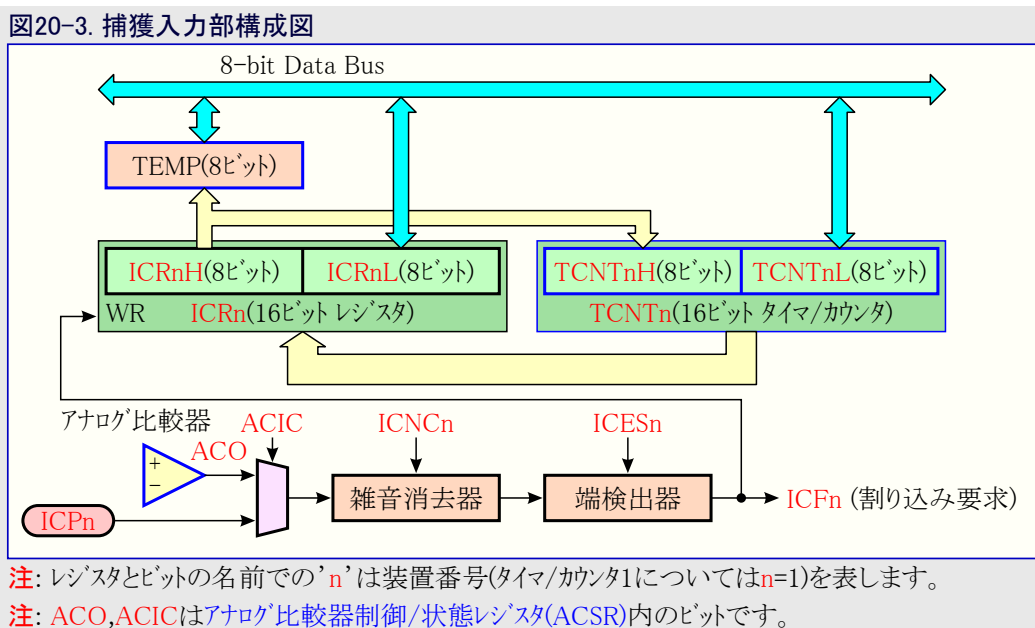 図20-3. 捕獲入力部構成図
8-bit Data Bus
TEMP(8ビット)
ICRnH(8ビット)
ICRnL(8ビット)
TCNTnH(8ビット)
TCNTnL(8ビット)
WR
ICRn(16ビット レジスタ)
TCNTn(16ビット タイマ/カウンタ)
アナログ比較器
ACIC
ICNCn
ICESn
+
ACO
−
雑音消去器
端検出器
ICFn (割り込み要求)
ICPn
注: レジスタとビットの名前での’n’は装置番号(タイマ/カウンタ1についてはn=1)を表します。
注: ACO,ACICはアナログ比較器制御/状態レジスタ(ACSR)内のビットです。